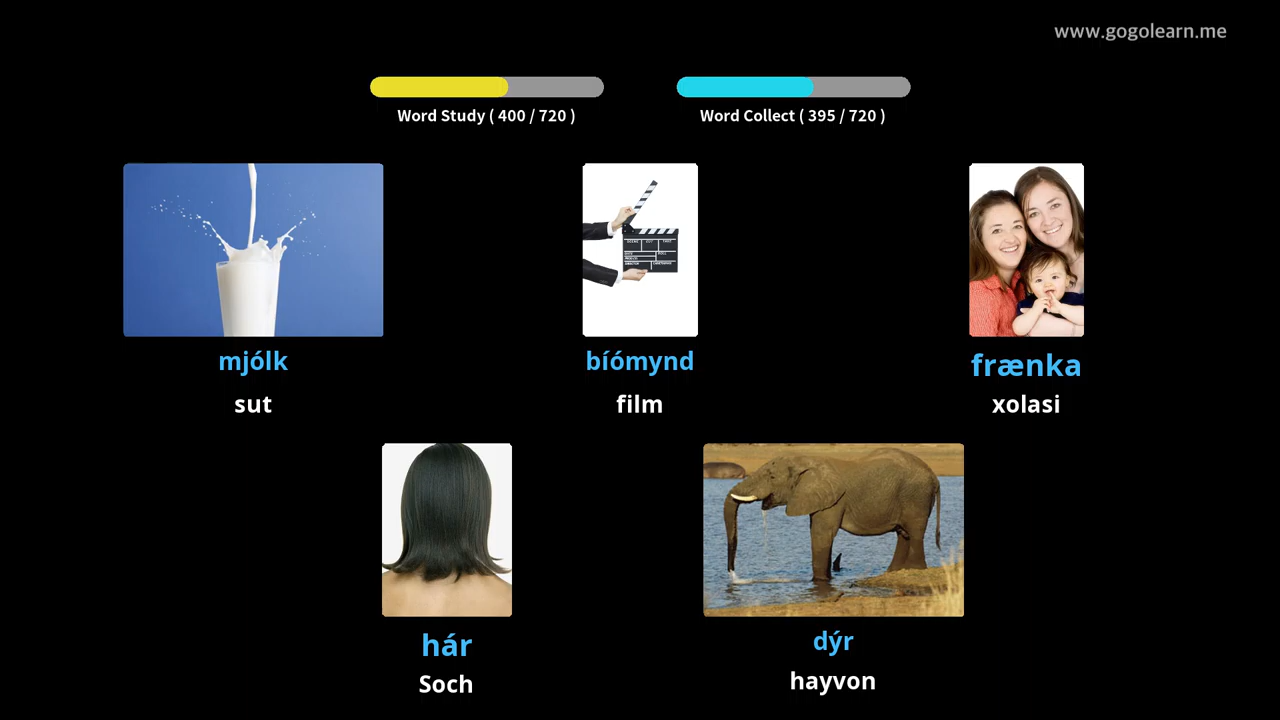 www.gogolearn.me
Word Study ( 400 / 720 )
Word Collect ( 395 / 720 )
mjólk
bíómynd
frænka
sut
film
xolasi
hár
dýr
Soch
hayvon